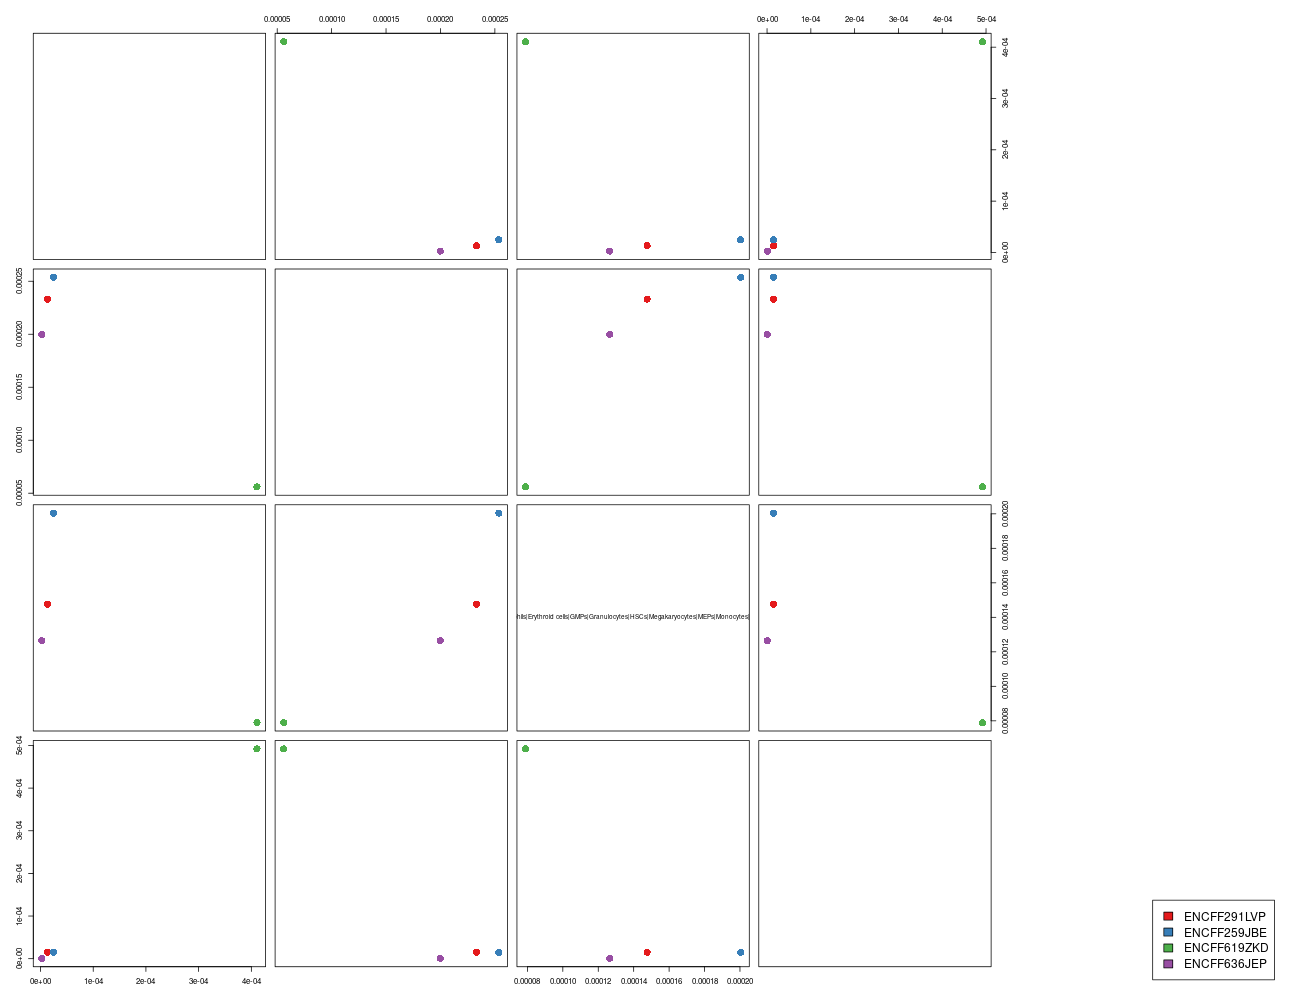 0.00005 0.00010 0.00015 0.00020 0.00025
0e+00 1e-04 2e-04 3e-04 4e-04 5e-04
0e+00 1e-04 2e-04 3e-04 4e-04
0.00005 0.00010 0.00015 0.00020 0.00025
hils|Erythroid cells|GMPs|Granulocytes|HSCs|Megakaryocytes|MEPs|Monocytes|
0.00008 0.00010 0.00012 0.00014 0.00016 0.00018 0.00020
0e+00 1e-04 2e-04 3e-04 4e-04 5e-04
0e+00 1e-04 2e-04 3e-04 4e-04
0.00008 0.00010 0.00012 0.00014 0.00016 0.00018 0.00020
ENCFF291LVP
ENCFF259JBE
ENCFF619ZKD
ENCFF636JEP